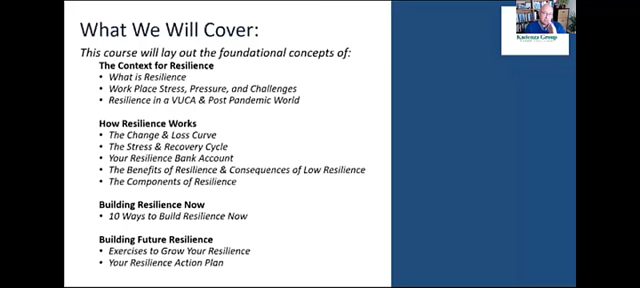 What We Will Cover:
This course will lay out the foundational concepts of:
The Context for Resilience
• What is Resilience
• Work Place Stress, Pressure, and Challenges
• Resilience in a VUCA & Post Pandemic World
How Resilience Works
• The Change & Loss Curve
• The Stress & Recovery Cycle
• Your Resilience Bank Account
• The Benefits of Resilience & Consequences of Low Resilience
• The Components of Resilience
Building Resilience Now
• 10 Ways to Build Resilience Now
Building Future Resilience
• Exercises to Grow Your Resilience
• Your Resilience Action Plan
Group